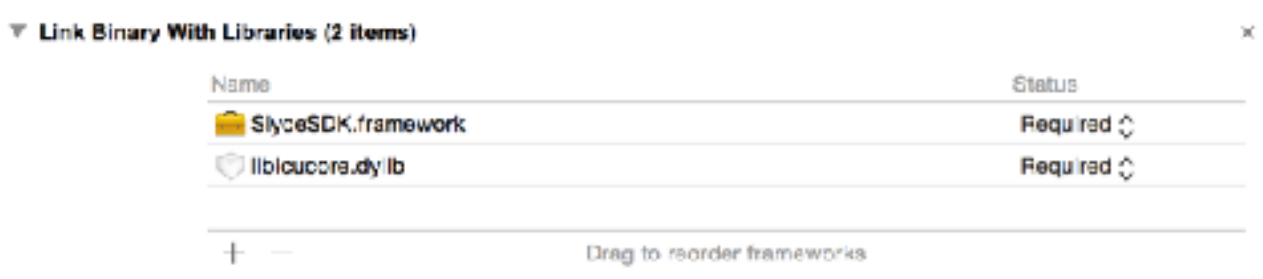 Link Binary With Libraries (2 items)
Name Status
SlyceSDK.framework Required
libicucore.dylib Required
Drag to reorder frameworks